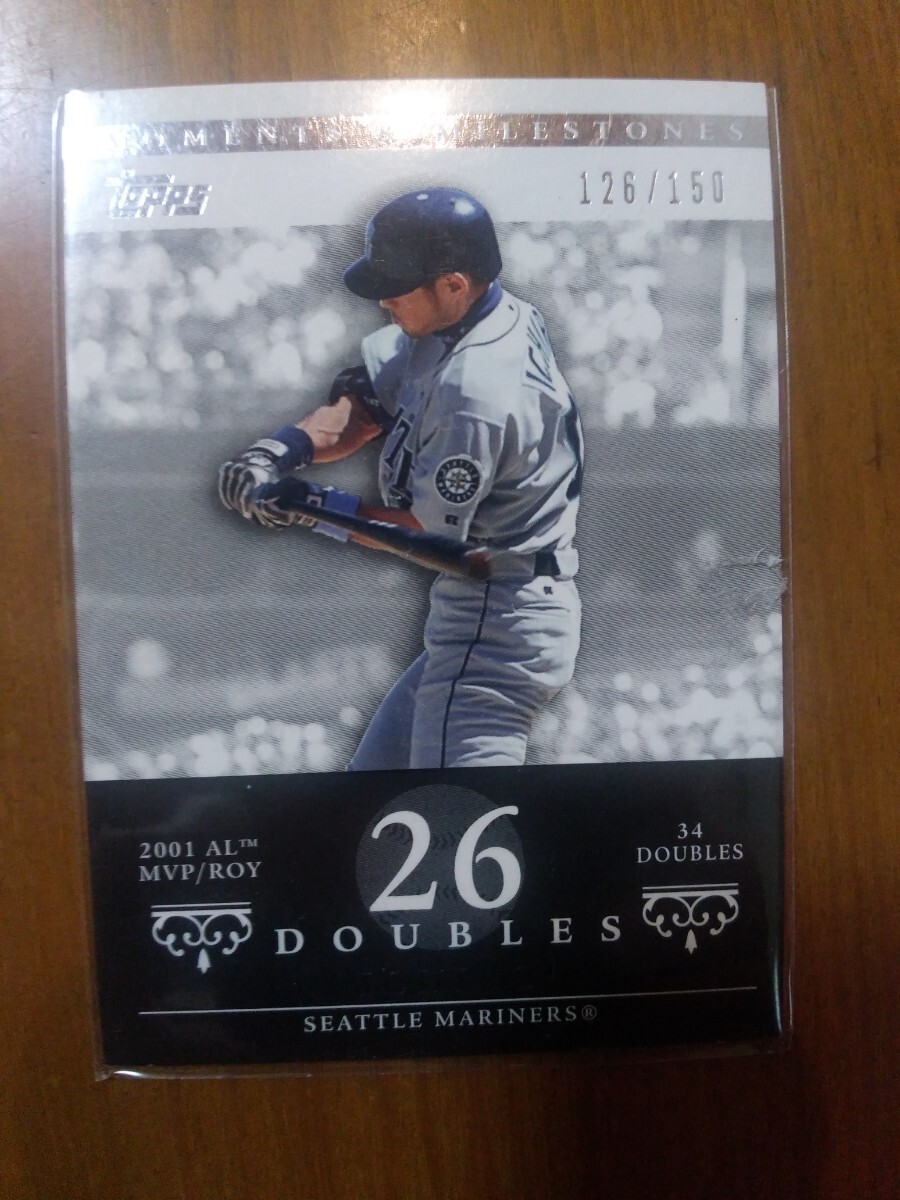 MOMENTS & MILESTONES
Topps
126/150
2001 AL™
MVP/ROY
26
DOUBLES
34
DOUBLES
SEATTLE MARINERS®